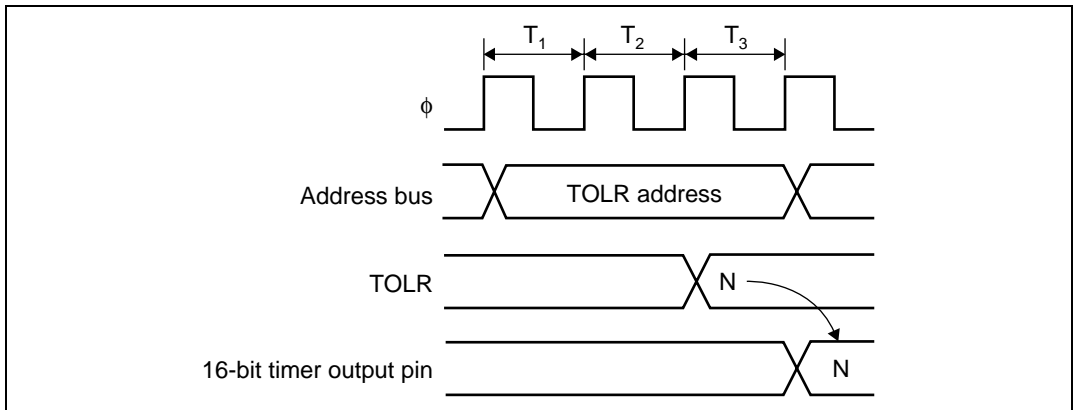 T1 T2 T3
φ
Address bus TOLR address
TOLR N
16-bit timer output pin N